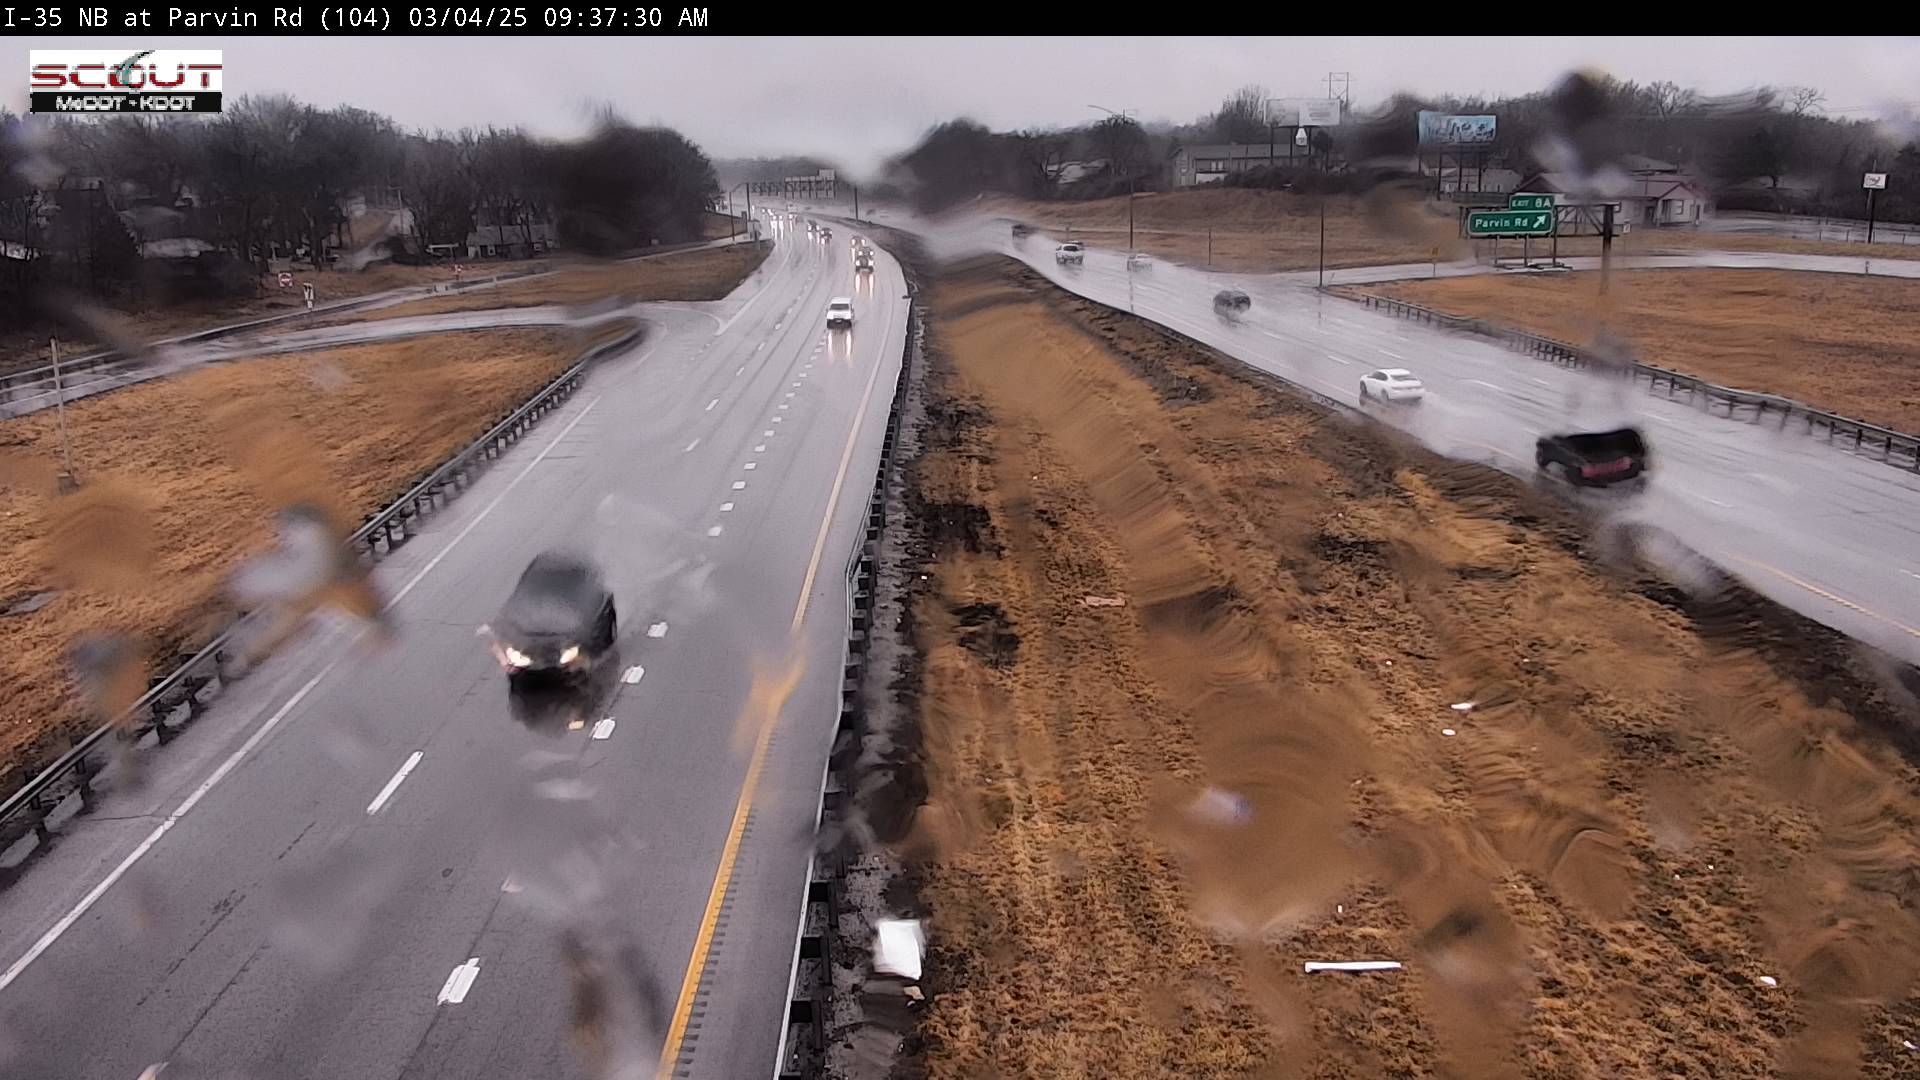 I-35 NB at Parvin Rd (104) 03/04/25 09:37:30 AM
SCOUT
MoDOT - KDOT
EXIT 8A
Parvin Rd